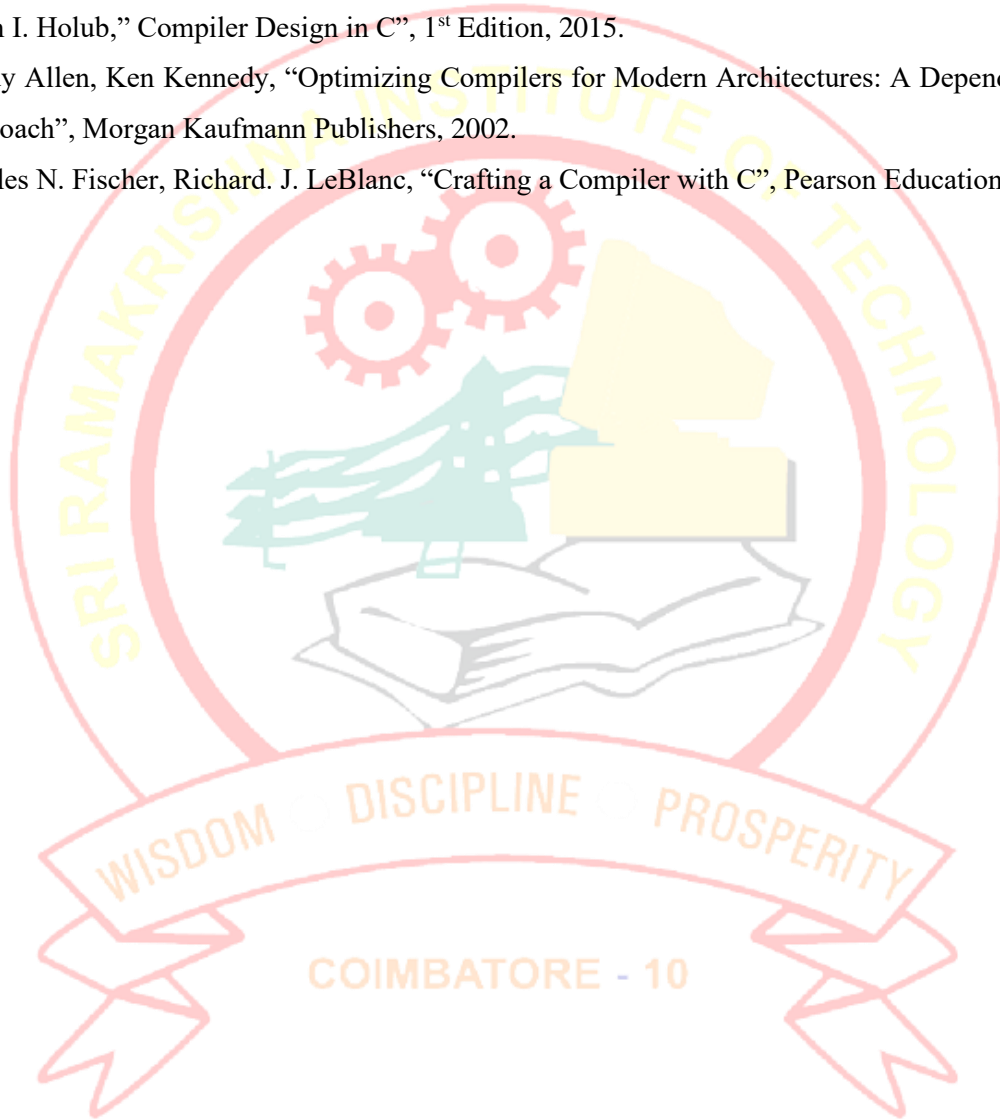 n I. Holub,” Compiler Design in C”, 1st Edition, 2015.
y Allen, Ken Kennedy, “Optimizing Compilers for Modern Architectures: A Depend
oach”, Morgan Kaufmann Publishers, 2002.
les N. Fischer, Richard. J. LeBlanc, “Crafting a Compiler with C”, Pearson Education
SRI RAMAKRISHNA INSTITUTE OF TECHNOLOGY
WISDOM DISCIPLINE PROSPERITY
COIMBATORE - 10